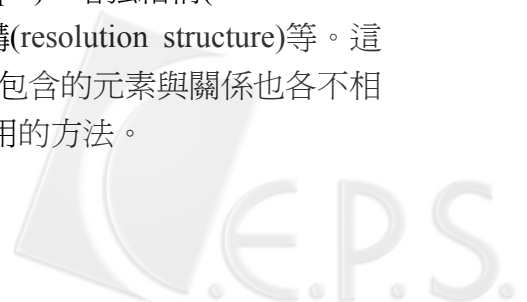 構(resolution structure)等。這
包含的元素與關係也各不相
用的方法。
C.E.P.S.